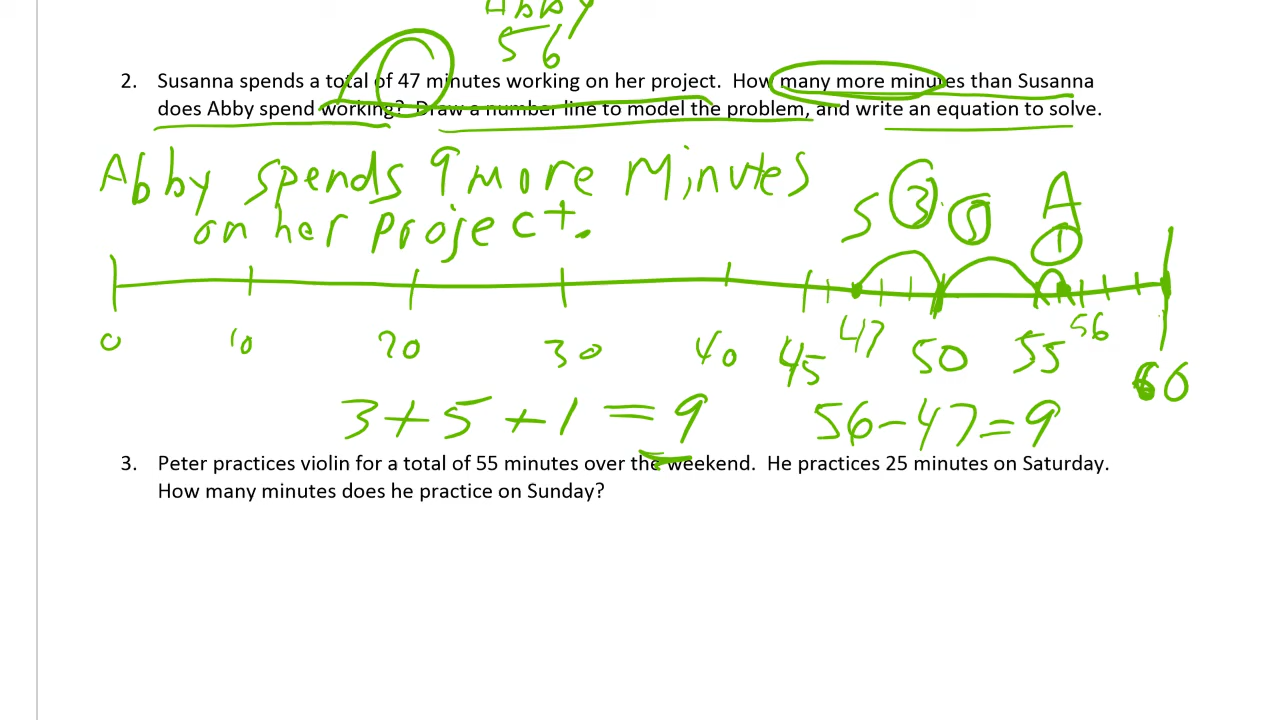 Abby
56
2. Susanna spends a total of 47 minutes working on her project. How many more minutes than Susanna
does Abby spend working? Draw a number line to model the problem, and write an equation to solve.
Abby spends 9 more Minutes
on her project.
S 3 5 A 1
0 10 20 30 40 45 47 50 55 56 60
3+5+1=9 56-47=9
3. Peter practices violin for a total of 55 minutes over the weekend. He practices 25 minutes on Saturday.
How many minutes does he practice on Sunday?